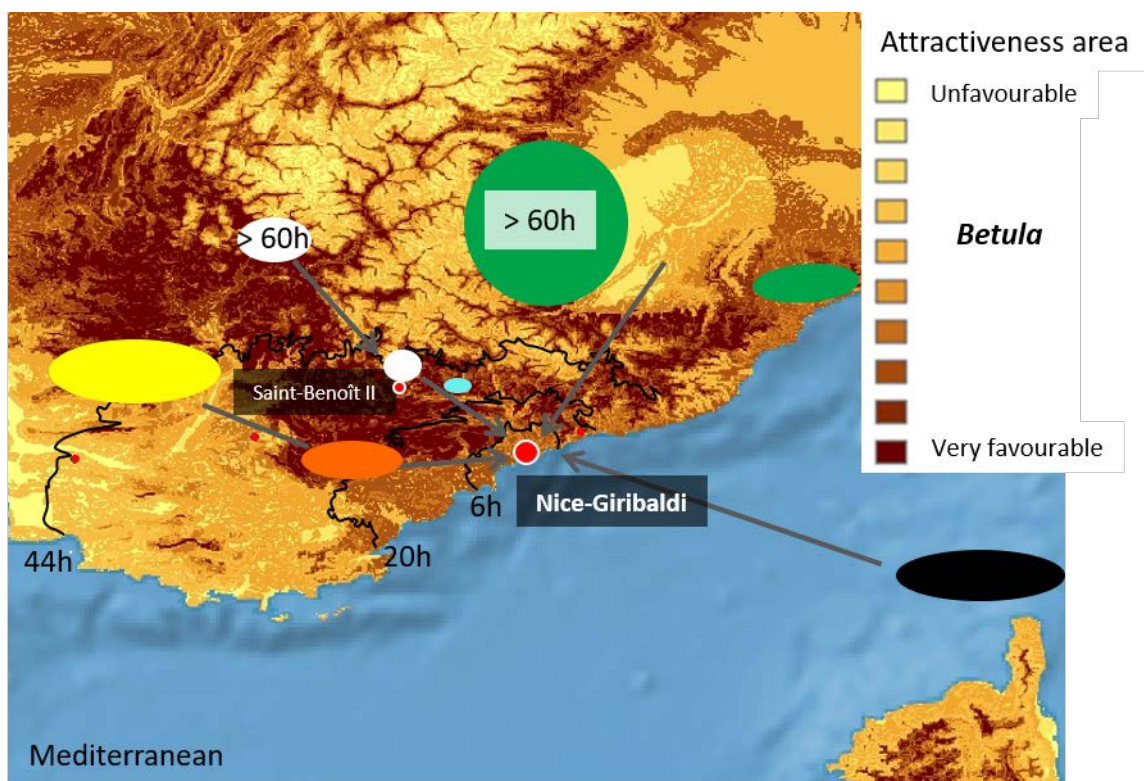 Attractiveness area
Unfavourable
Betula
Very favourable
> 60h
> 60h
Saint-Benoît II
Nice-Giribaldi
6h
20h
44h
Mediterranean